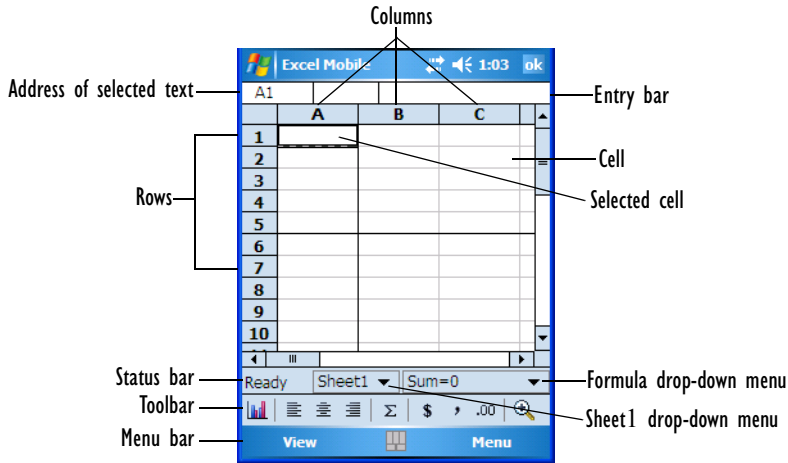 Columns
Excel Mobile 1:03 ok
Address of selected text A1 Entry bar
A B C
1
2 Cell
3
Rows 4 Selected cell
5
6
7
8
9
10
Status bar Ready Sheet1 Sum=0 Formula drop-down menu
Toolbar Σ $ , .00 Sheet1 drop-down menu
Menu bar View Menu